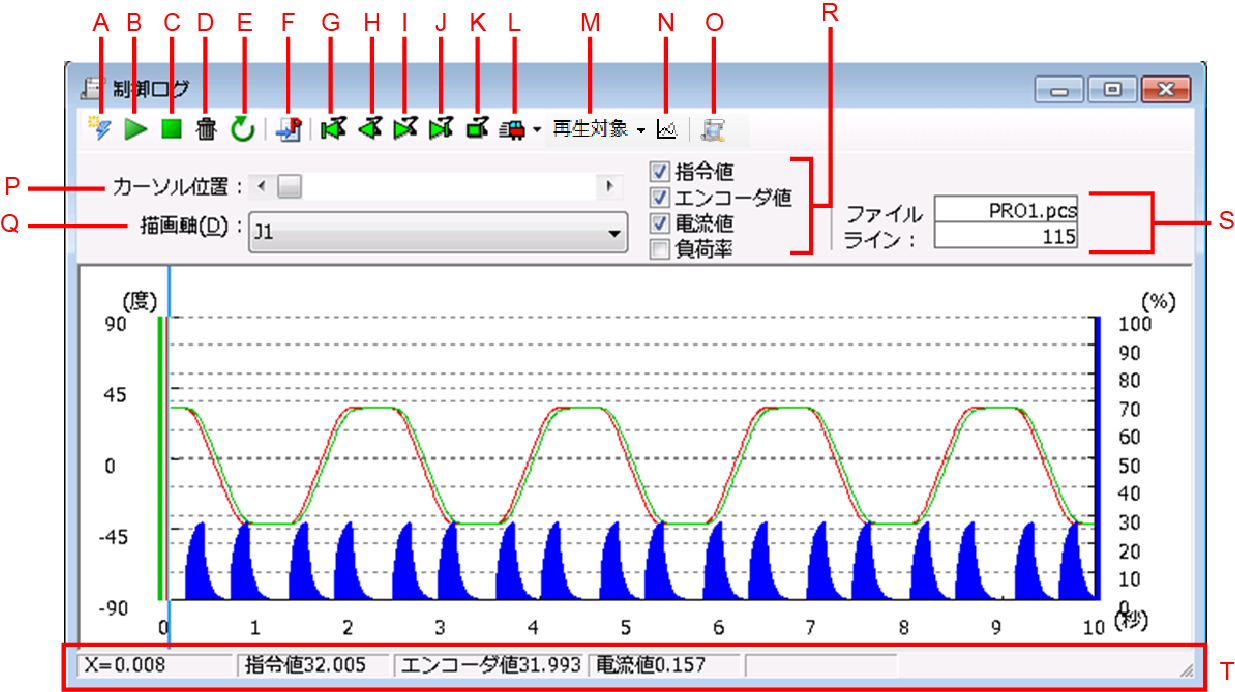 A B C D E F G H I J K L M N O R
制御ログ
再生対象
P カーソル位置：
Q 描画軸(D)： J1
指令値
エンコーダ値
電流値
負荷率
ファイル PRO1.pcs
ライン： 115
S
(度) (%)
90 100
90
45 80
70
60
0 50
40
-45 30
20
10
-90 0
0 1 2 3 4 5 6 7 8 9 10 (秒)
X=0.008 指令値32.005 エンコーダ値31.993 電流値0.157
T